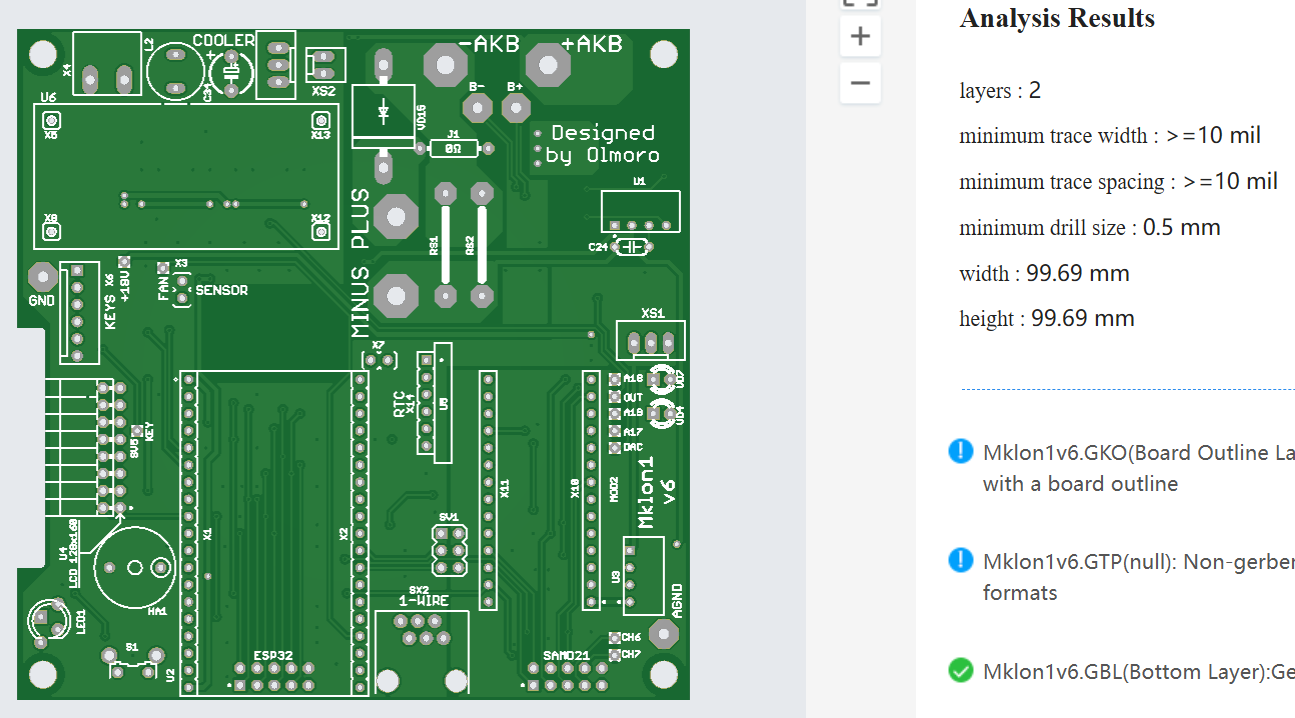 COOLER
-AKB
+AKB
L2
X4
+
C31
XS2
U6
X5
X13
VD16
B-
B+
J1
0Ω
Designed
by Olmoro
U1
PLUS
X8
X12
RS1
RS2
C24
MINUS
GND
X6
KEYS
+18V
FAN
X3
SENSOR
XS1
X7
RTC
X14
U5
A18
OUT
A19
A17
DAC
VD7
VD4
SV5
KEY
X1
X2
X11
X10
MOD2
Mklon1
v6
SV1
U4
LCD 128x160
HA1
U3
AGND
SX2
1-WIRE
LED1
S1
U2
ESP32
SAMD21
CH6
CH7
Analysis Results
layers : 2
minimum trace width : >=10 mil
minimum trace spacing : >=10 mil
minimum drill size : 0.5 mm
width : 99.69 mm
height : 99.69 mm
Mklon1v6.GKO(Board Outline La
with a board outline
Mklon1v6.GTP(null): Non-gerber
formats
Mklon1v6.GBL(Bottom Layer):Ge